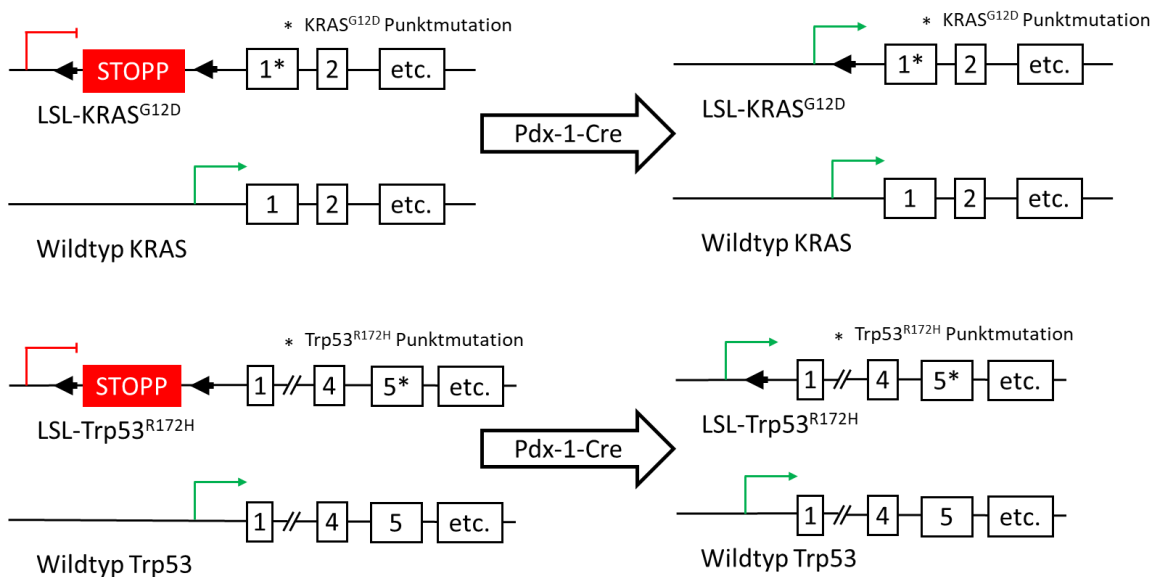 * KRAS^G12D Punktmutation
STOPP 1* 2 etc.
LSL-KRAS^G12D
1 2 etc.
Wildtyp KRAS
Pdx-1-Cre
* KRAS^G12D Punktmutation
1* 2 etc.
LSL-KRAS^G12D
1 2 etc.
Wildtyp KRAS
* Trp53^R172H Punktmutation
STOPP 1 // 4 5* etc.
LSL-Trp53^R172H
1 // 4 5 etc.
Wildtyp Trp53
Pdx-1-Cre
* Trp53^R172H Punktmutation
1 // 4 5* etc.
LSL-Trp53^R172H
1 // 4 5 etc.
Wildtyp Trp53